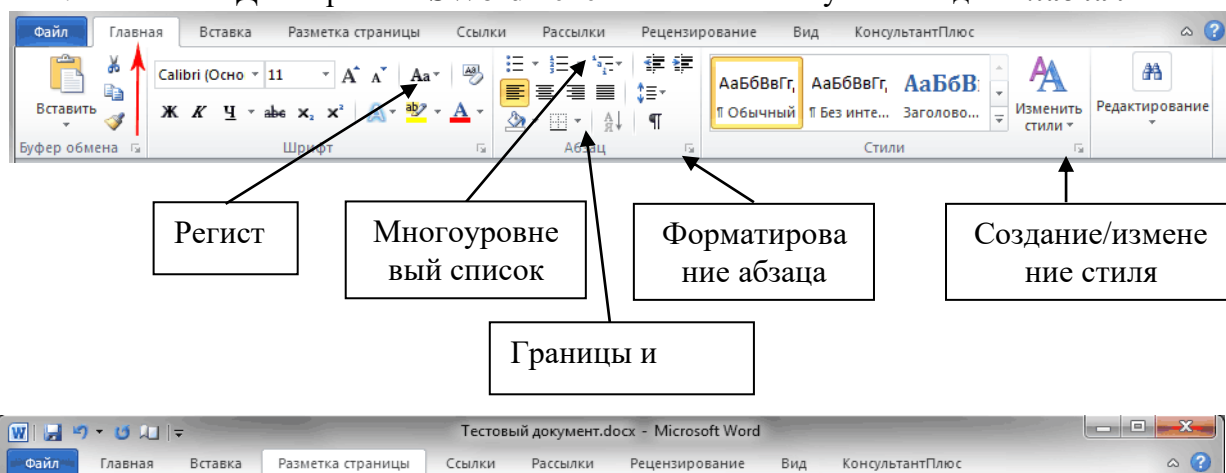 Файл Главная Вставка Разметка страницы Ссылки Рассылки Рецензирование Вид КонсультантПлюс
Вставить
Calibri (Осно 11 А А Aa
Ж К Ч abc x₂ x² ab А
АаБбВвГг, АаБбВвГг, АаБбВ
¶ Обычный ¶ Без инте... Заголово...
Изменить стили
Редактирование
Буфер обмена Шрифт Абзац Стили
Регист
Многоуровне
вый список
Форматирова
ние абзаца
Создание/измене
ние стиля
Границы и
Тестовый документ.docx - Microsoft Word
Файл Главная Вставка Разметка страницы Ссылки Рассылки Рецензирование Вид КонсультантПлюс